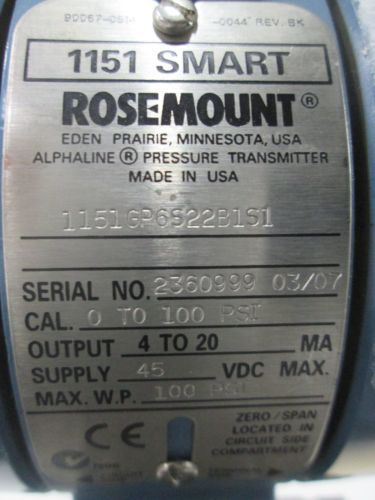 -0044 REV. BK
1151 SMART
ROSEMOUNT®
EDEN PRAIRIE, MINNESOTA, USA
ALPHALINE ® PRESSURE TRANSMITTER
MADE IN USA
1151GP6S22B1S1
SERIAL NO. 2360999 03/07
CAL. 0 TO 100 PSI
OUTPUT 4 TO 20 MA
SUPPLY 45 VDC MAX.
MAX. W.P. 100 PSI
CE
ZERO/SPAN
LOCATED IN
CIRCUIT SIDE
COMPARTMENT